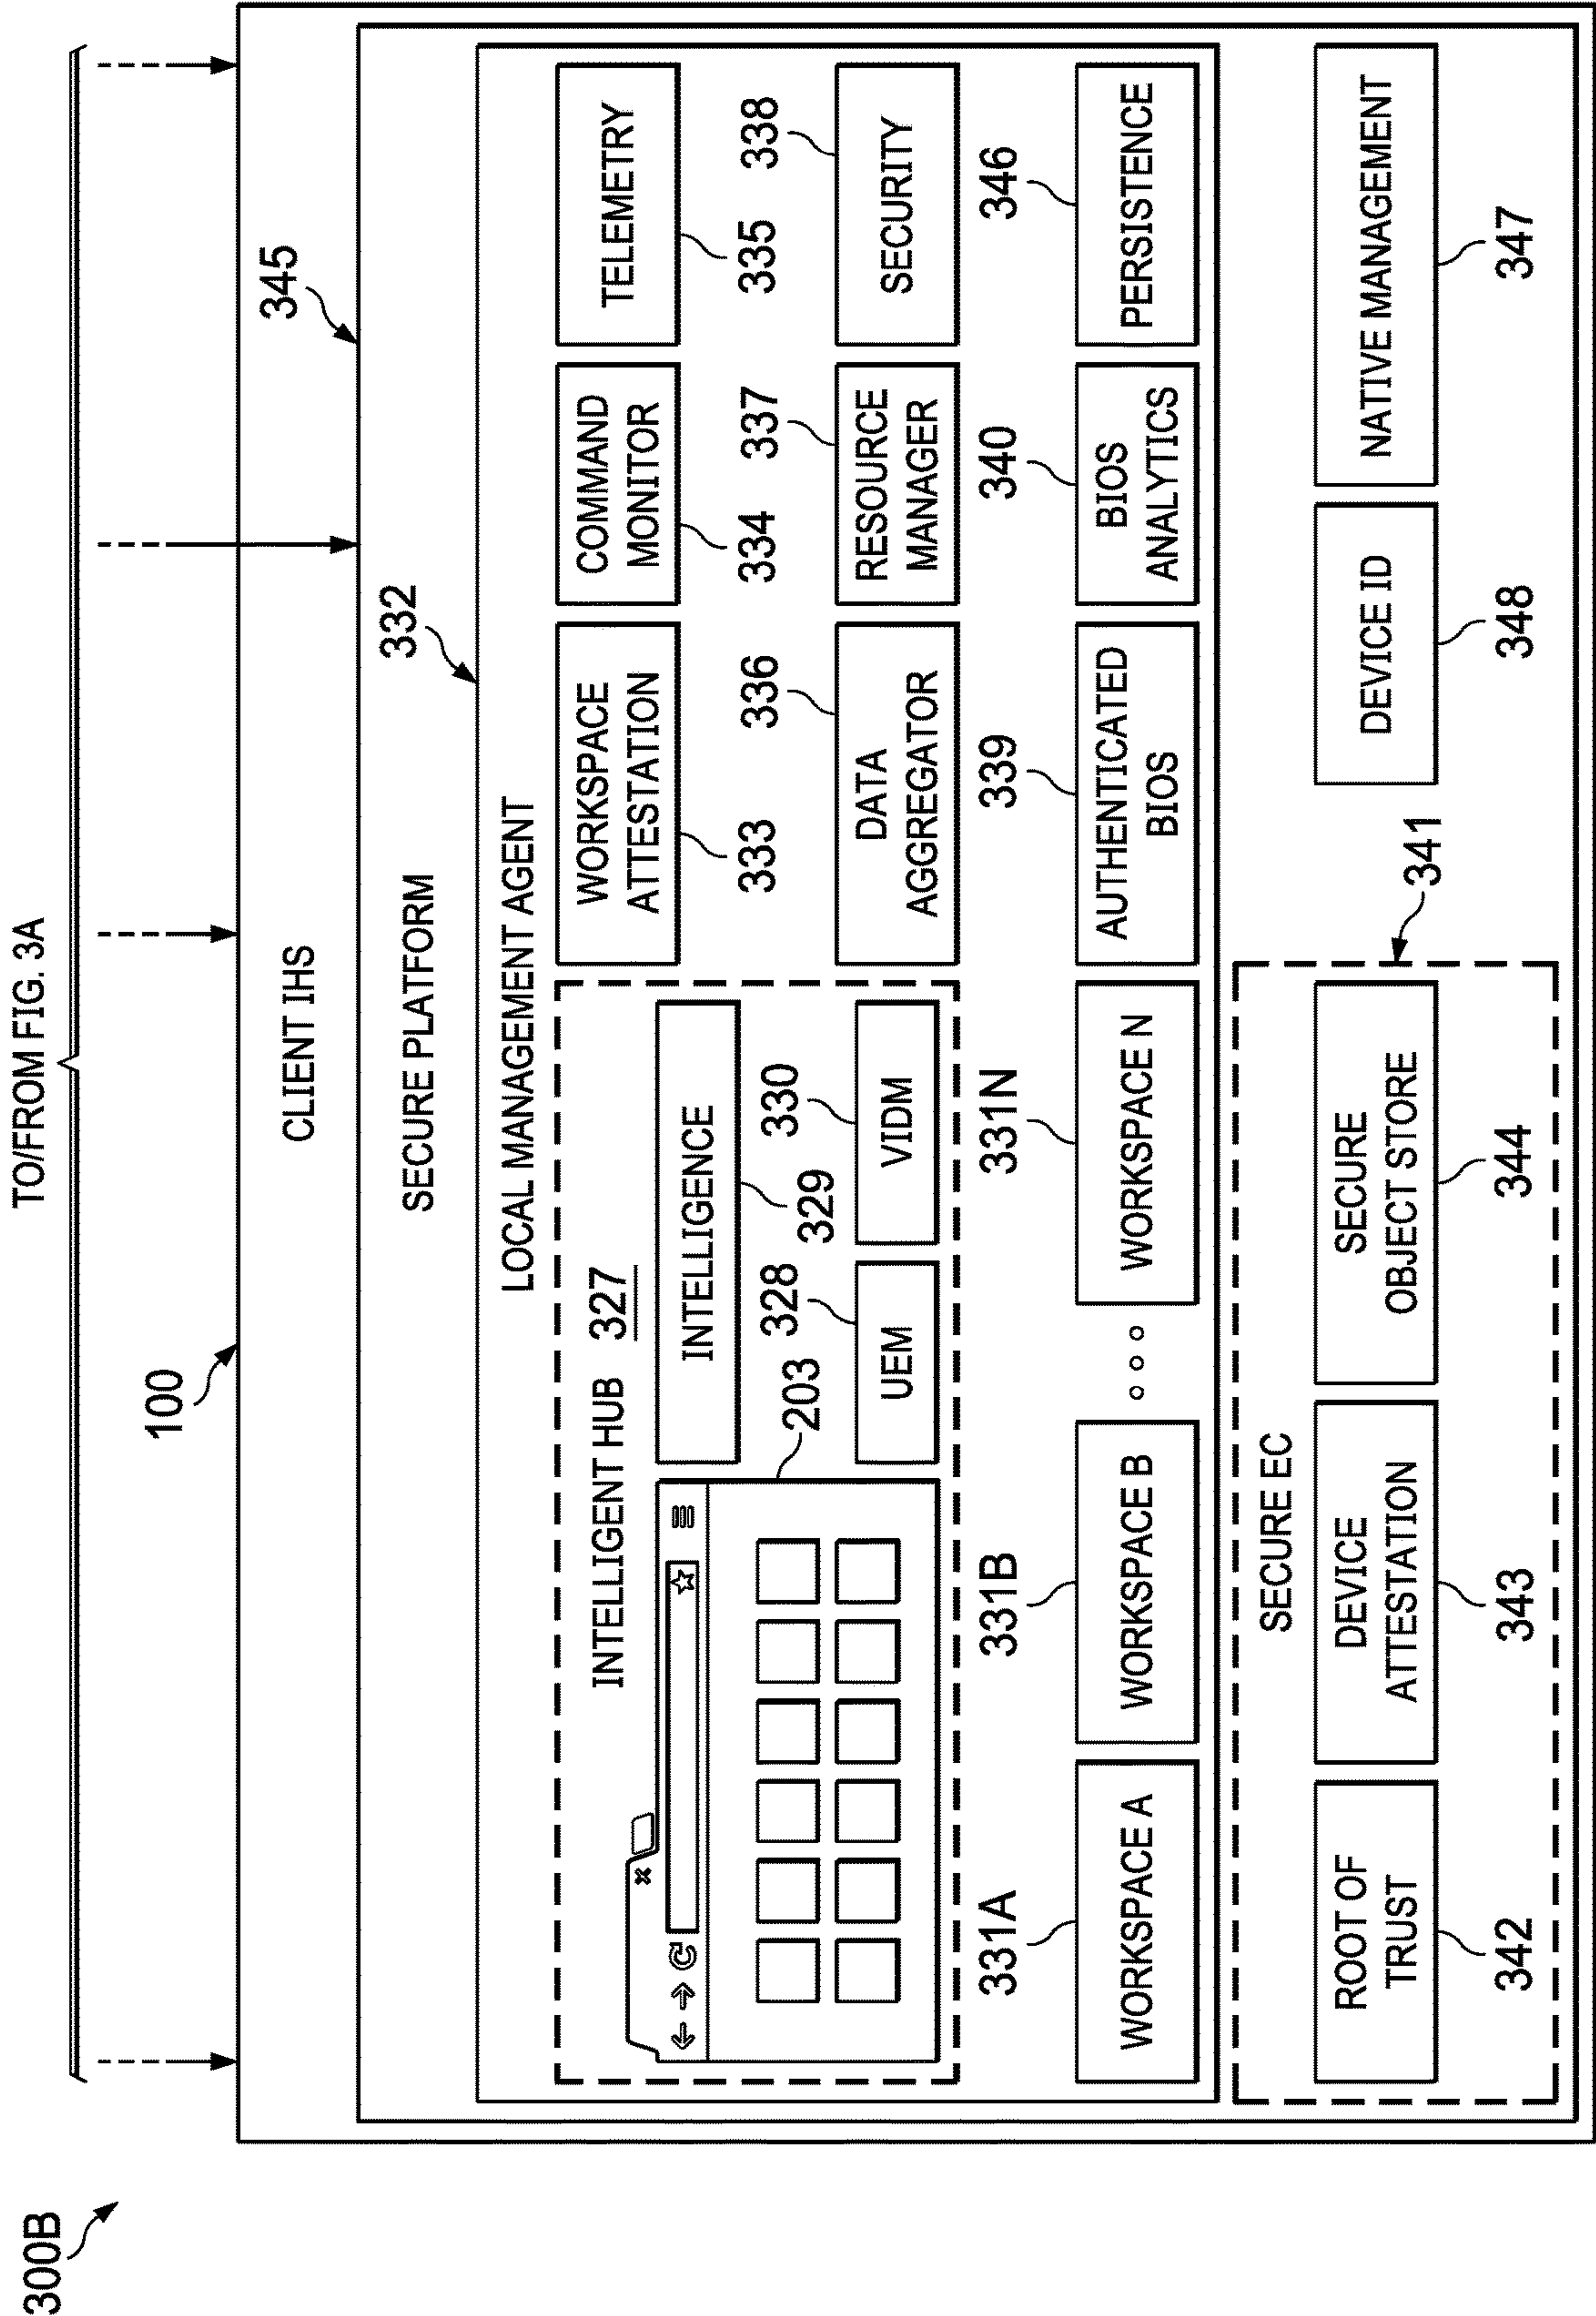 300B
TO/FROM FIG. 3A
100
CLIENT IHS
345
SECURE PLATFORM
332
LOCAL MANAGEMENT AGENT
INTELLIGENT HUB
327
INTELLIGENCE
329
203
UEM
328
VIDM
330
WORKSPACE
ATTESTATION
333
COMMAND
MONITOR
334
TELEMETRY
335
DATA
AGGREGATOR
336
RESOURCE
MANAGER
337
SECURITY
338
331A
WORKSPACE A
331B
WORKSPACE B
331N
WORKSPACE N
339
AUTHENTICATED
BIOS
340
BIOS
ANALYTICS
346
PERSISTENCE
SECURE EC
341
ROOT OF
TRUST
342
DEVICE
ATTESTATION
343
SECURE
OBJECT STORE
344
DEVICE ID
348
NATIVE MANAGEMENT
347